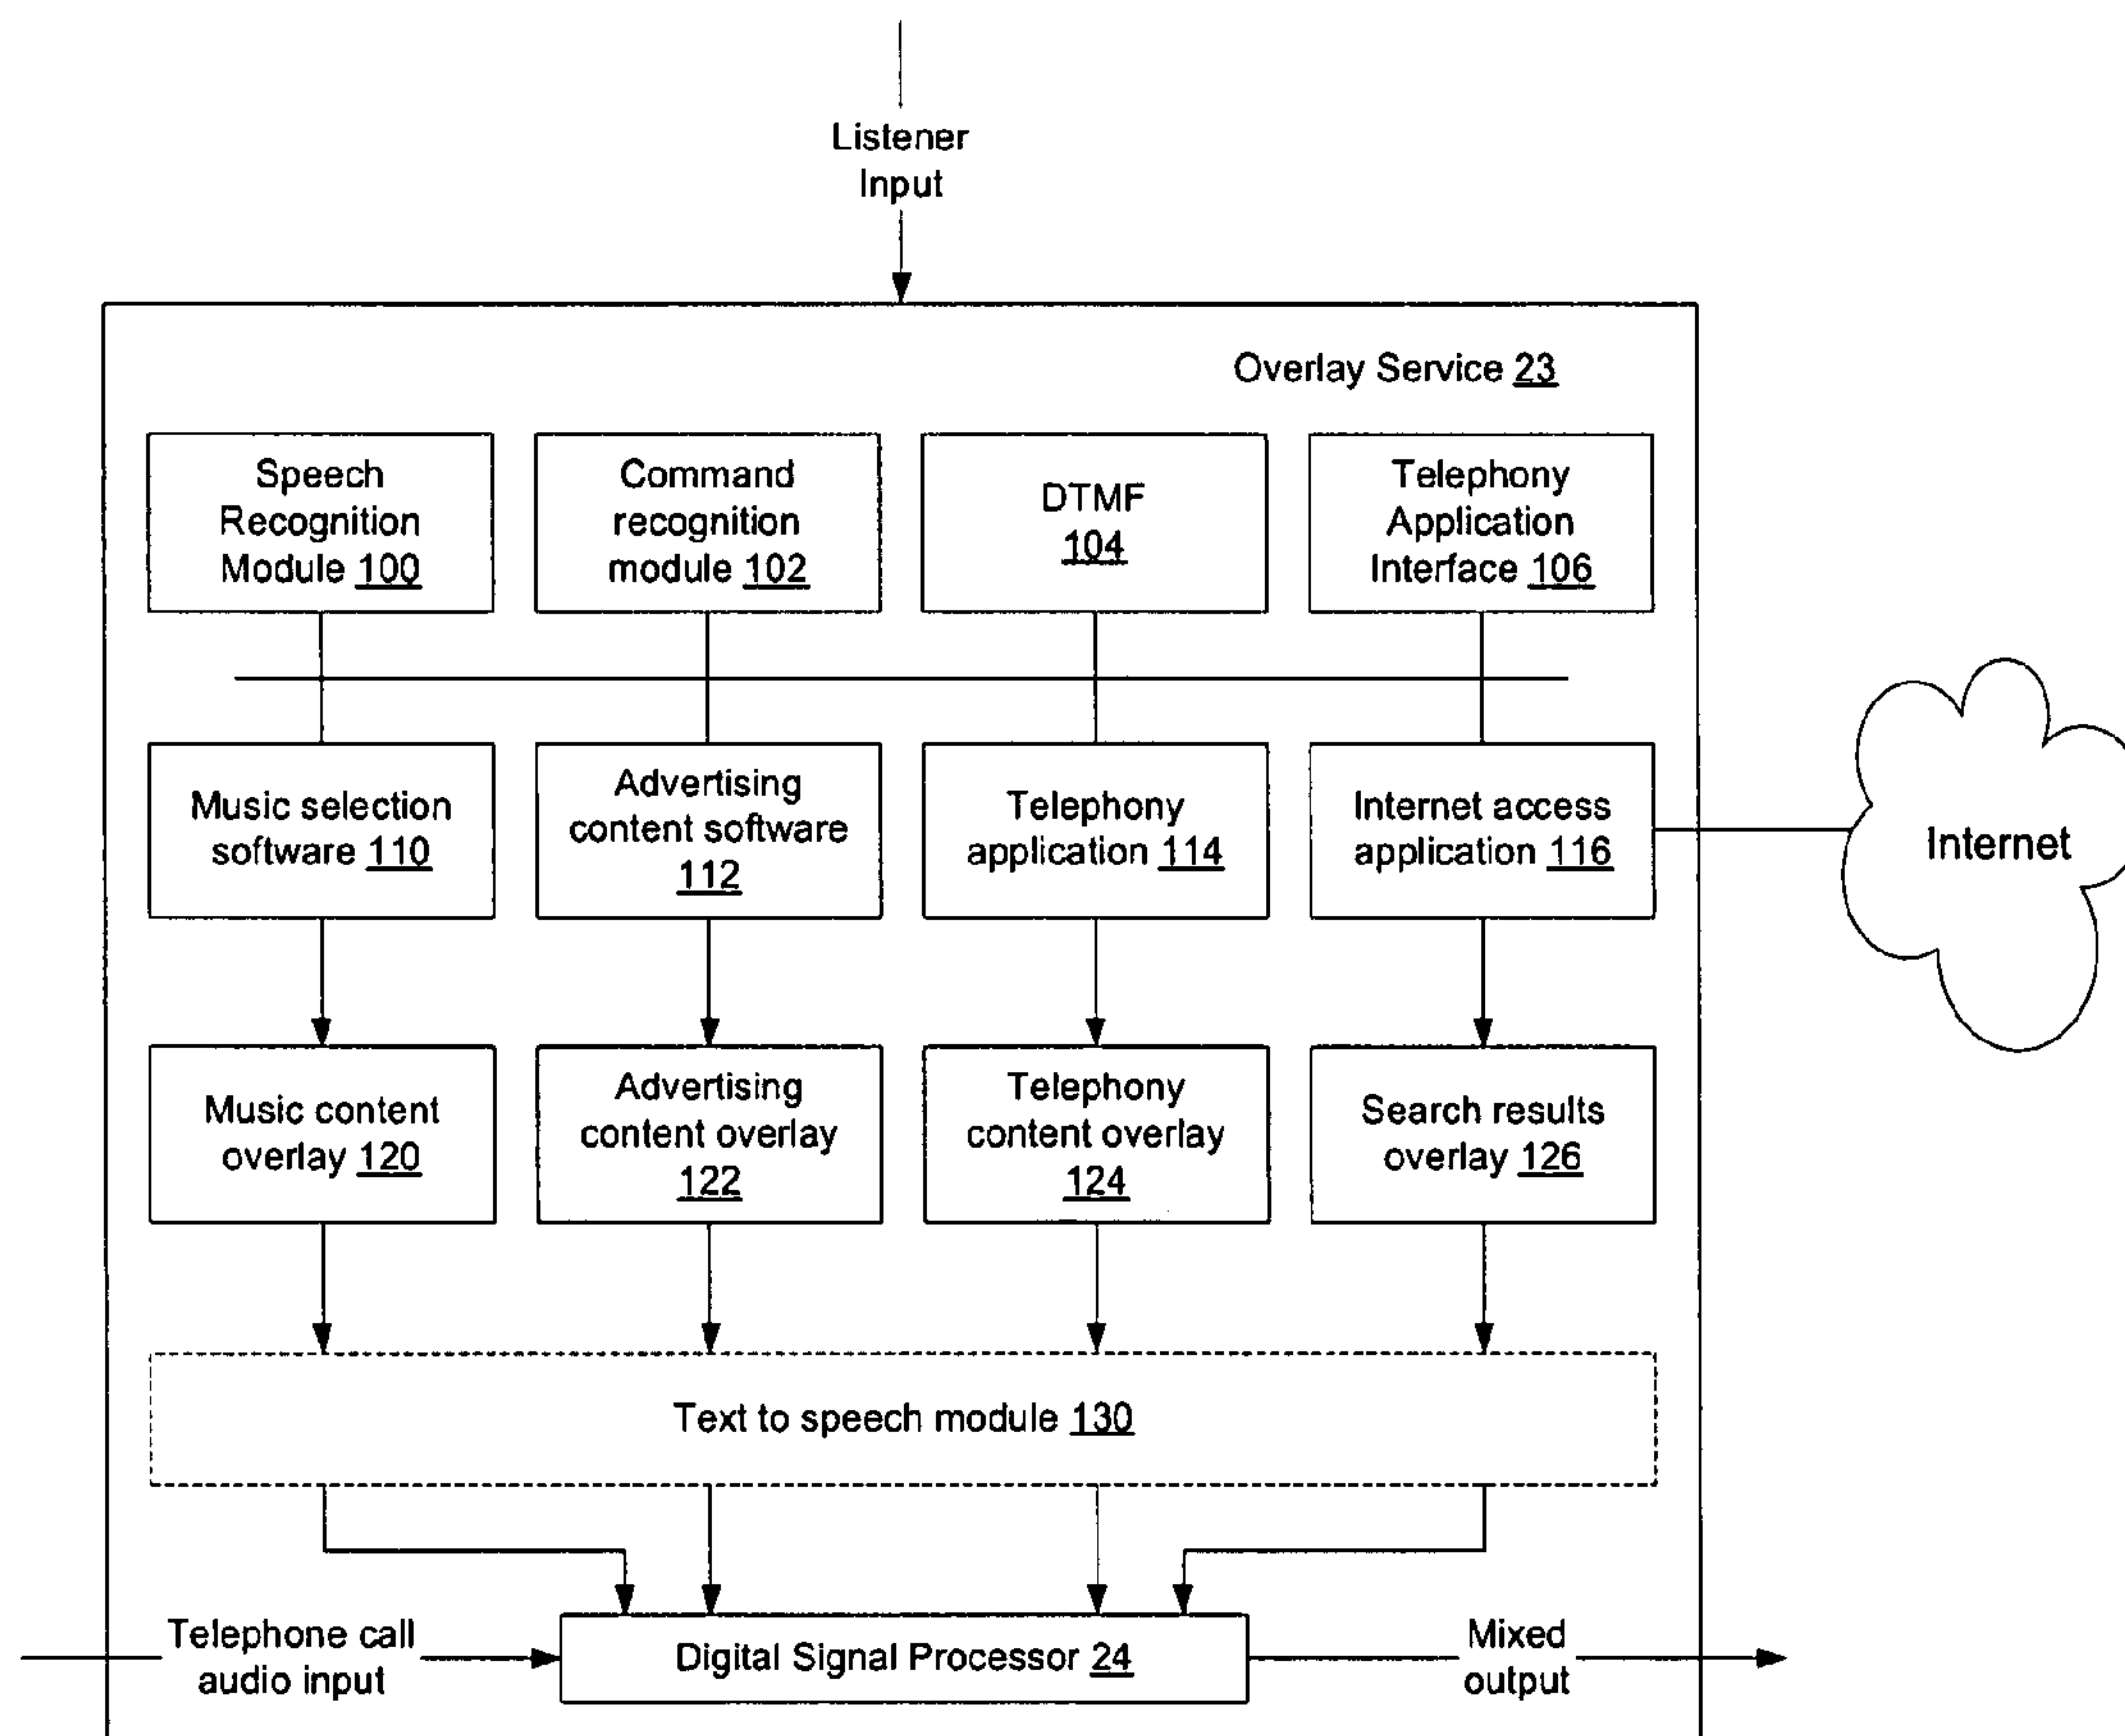 Listener
Input
Overlay Service 23
Speech
Recognition
Module 100
Command
recognition
module 102
DTMF
104
Telephony
Application
Interface 106
Music selection
software 110
Advertising
content software
112
Telephony
application 114
Internet access
application 116
Internet
Music content
overlay 120
Advertising
content overlay
122
Telephony
content overlay
124
Search results
overlay 126
Text to speech module 130
Telephone call
audio input
Digital Signal Processor 24
Mixed
output